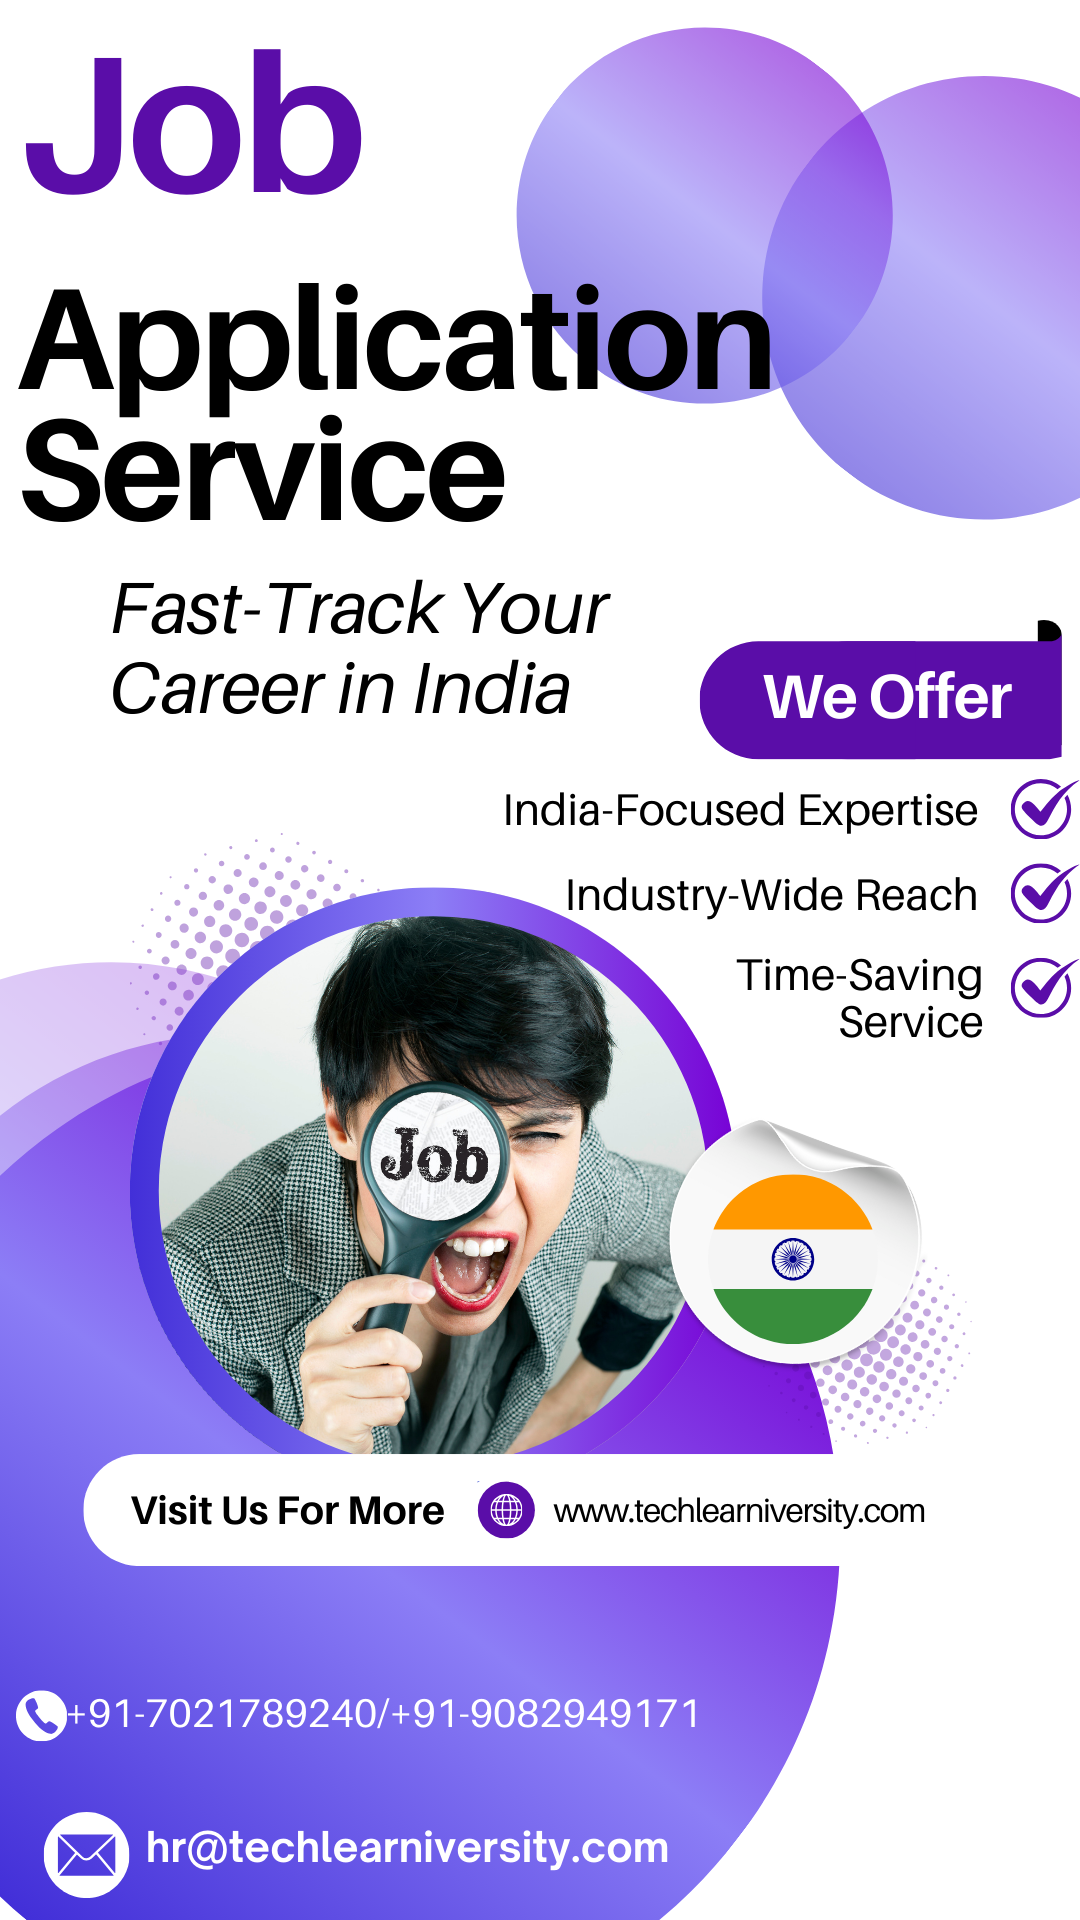 Job
Application
Service
Fast-Track Your
Career in India
We Offer
India-Focused Expertise
Industry-Wide Reach
Time-Saving
Service
Job
Visit Us For More
www.techlearniversity.com
+91-7021789240/+91-9082949171
hr@techlearniversity.com